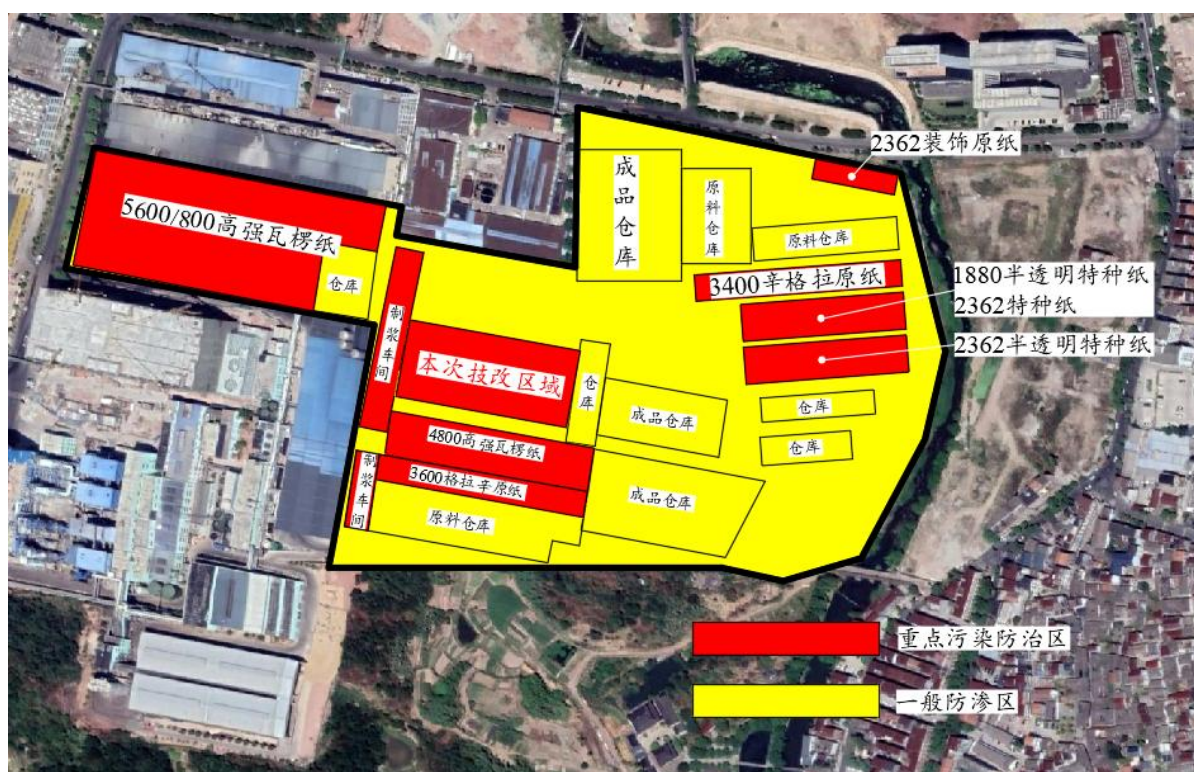 2362装饰原纸
成品仓库
原料仓库
5600/800高强瓦楞纸
原料仓库
仓库
3400辛格拉原纸
1880半透明特种纸
2362特种纸
制浆车间
2362半透明特种纸
本次技改区域
仓库
成品仓库
仓库
4800高强瓦楞纸
仓库
3600格拉辛原纸
制浆车间
成品仓库
原料仓库
重点污染防治区
一般防渗区